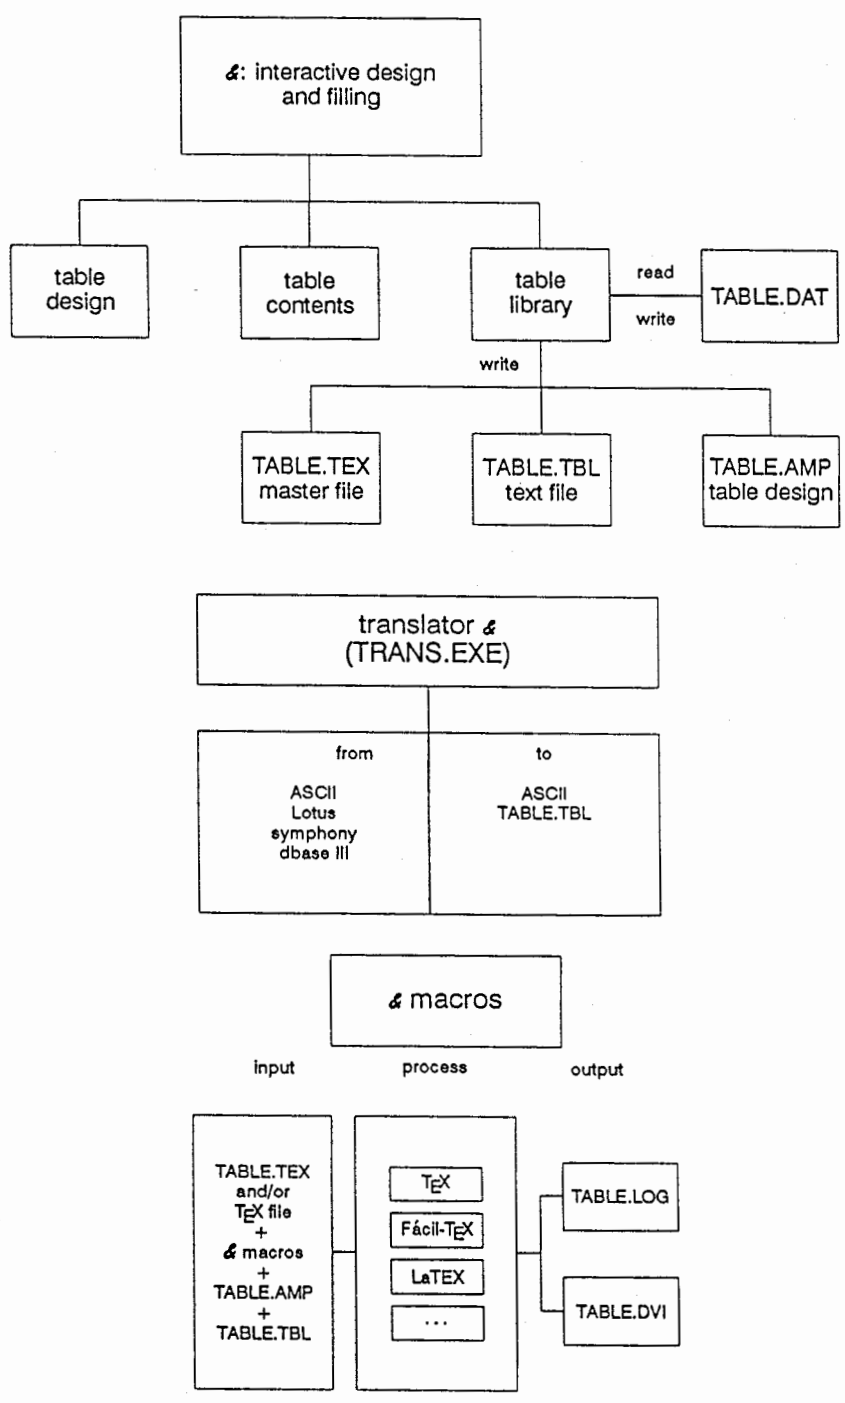 &: interactive design
and filling
table
design
table
contents
table
library
read
write
TABLE.DAT
write
TABLE.TEX
master file
TABLE.TBL
text file
TABLE.AMP
table design
translator &
(TRANS.EXE)
from
ASCII
Lotus
symphony
dbase III
to
ASCII
TABLE.TBL
& macros
input
process
output
TABLE.TEX
and/or
TEX file
+
& macros
+
TABLE.AMP
+
TABLE.TBL
TEX
Fácil-TEX
LaTEX
...
TABLE.LOG
TABLE.DVI